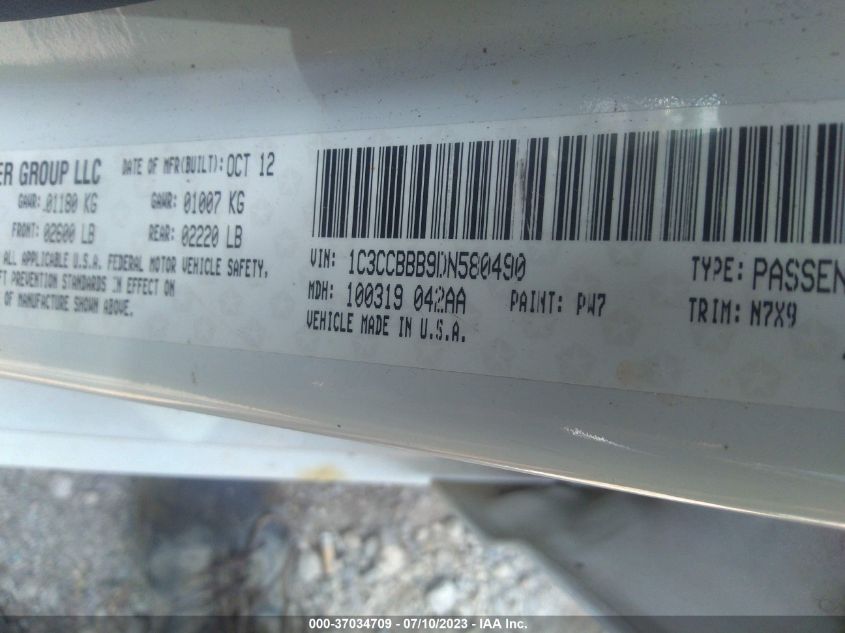 ER GROUP LLC DATE OF MFR(BUILT): OCT 12
GAWR: 01180 KG GAWR: 01007 KG
FRONT: 02600 LB REAR: 02220 LB
ALL APPLICABLE U.S.A. FEDERAL MOTOR VEHICLE SAFETY,
FT PREVENTION STANDARDS IN EFFECT ON
OF MANUFACTURE SHOWN ABOVE.
VIN: 1C3CCBBB9DN580490 TYPE: PASSEN
MDH: 100319 042AA PAINT: PW7 TRIM: N7X9
VEHICLE MADE IN U.S.A.
000-37034709 - 07/10/2023 - IAA Inc.